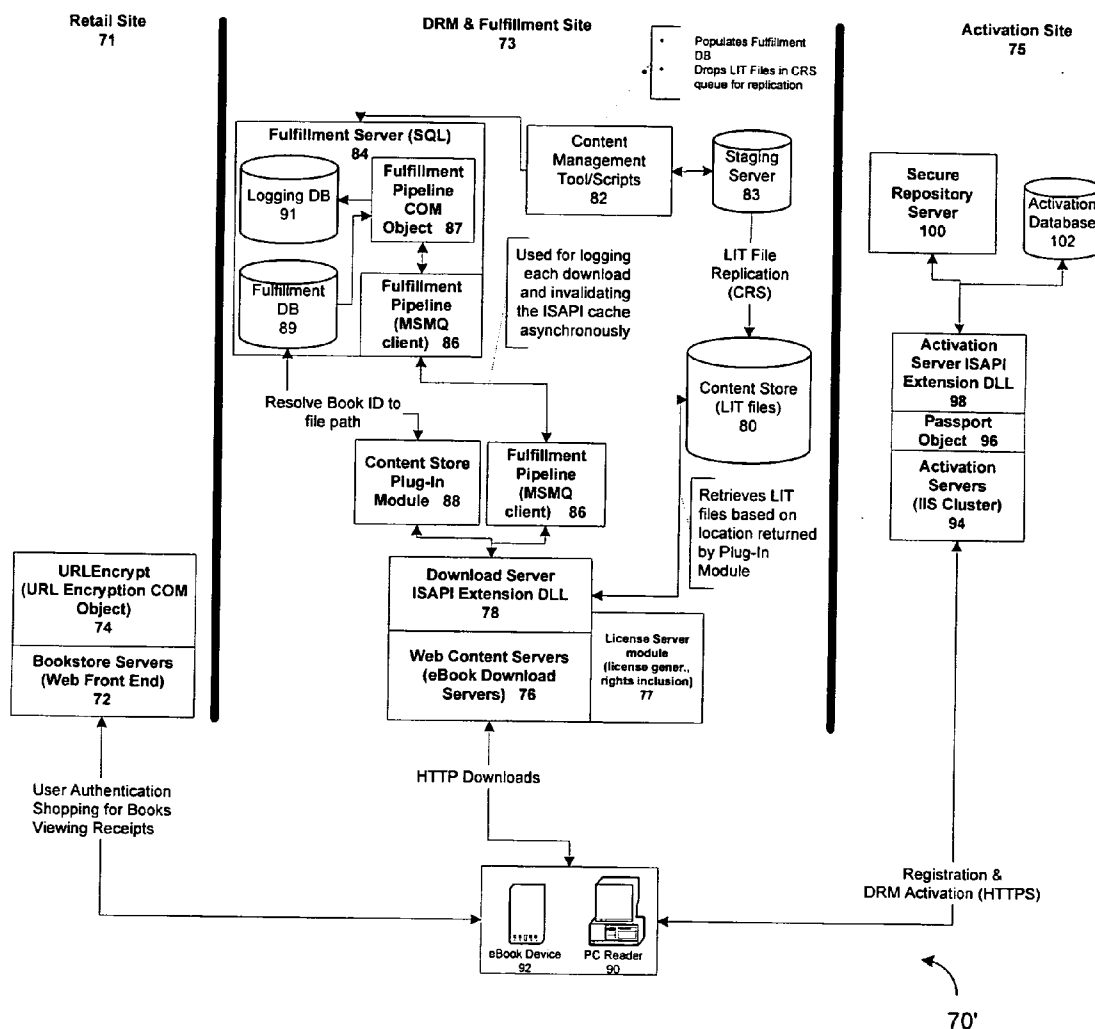 Retail Site
71
DRM & Fulfillment Site
73
Activation Site
75
• Populates Fulfillment
DB
• Drops LIT Files in CRS
queue for replication
Fulfillment Server (SQL)
84
Logging DB
91
Fulfillment
Pipeline
COM
Object 87
Fulfillment
DB
89
Fulfillment
Pipeline
(MSMQ
client) 86
Content
Management
Tool/Scripts
82
Staging
Server
83
Used for logging
each download
and invalidating
the ISAPI cache
asynchronously
LIT File
Replication
(CRS)
Secure
Repository
Server
100
Activation
Database
102
Content Store
(LIT files)
80
Activation
Server ISAPI
Extension DLL
98
Passport
Object 96
Activation
Servers
(IIS Cluster)
94
Resolve Book ID to
file path
Content Store
Plug-In
Module 88
Fulfillment
Pipeline
(MSMQ
client) 86
Retrieves LIT
files based on
location returned
by Plug-In
Module
URLEncrypt
(URL Encryption COM
Object)
74
Bookstore Servers
(Web Front End)
72
Download Server
ISAPI Extension DLL
78
Web Content Servers
(eBook Download
Servers) 76
License Server
module
(license gener.,
rights inclusion)
77
User Authentication
Shopping for Books
Viewing Receipts
HTTP Downloads
Registration &
DRM Activation (HTTPS)
eBook Device
92
PC Reader
90
70'